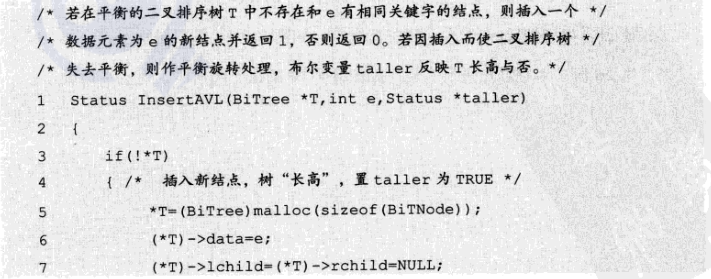 /* 若在平衡的二叉排序树 T 中不存在和 e 有相同关键字的结点，则插入一个 */
/* 数据元素为 e 的新结点并返回 1，否则返回 0。若因插入而使二叉排序树 */
/* 失去平衡，则作平衡旋转处理，布尔变量 taller 反映 T 长高与否。*/
1 Status InsertAVL(BiTree *T,int e,Status *taller)
2 {
3 if(!*T)
4 { /* 插入新结点，树“长高”，置 taller 为 TRUE */
5 *T=(BiTree)malloc(sizeof(BiTNode));
6 (*T)->data=e;
7 (*T)->lchild=(*T)->rchild=NULL;